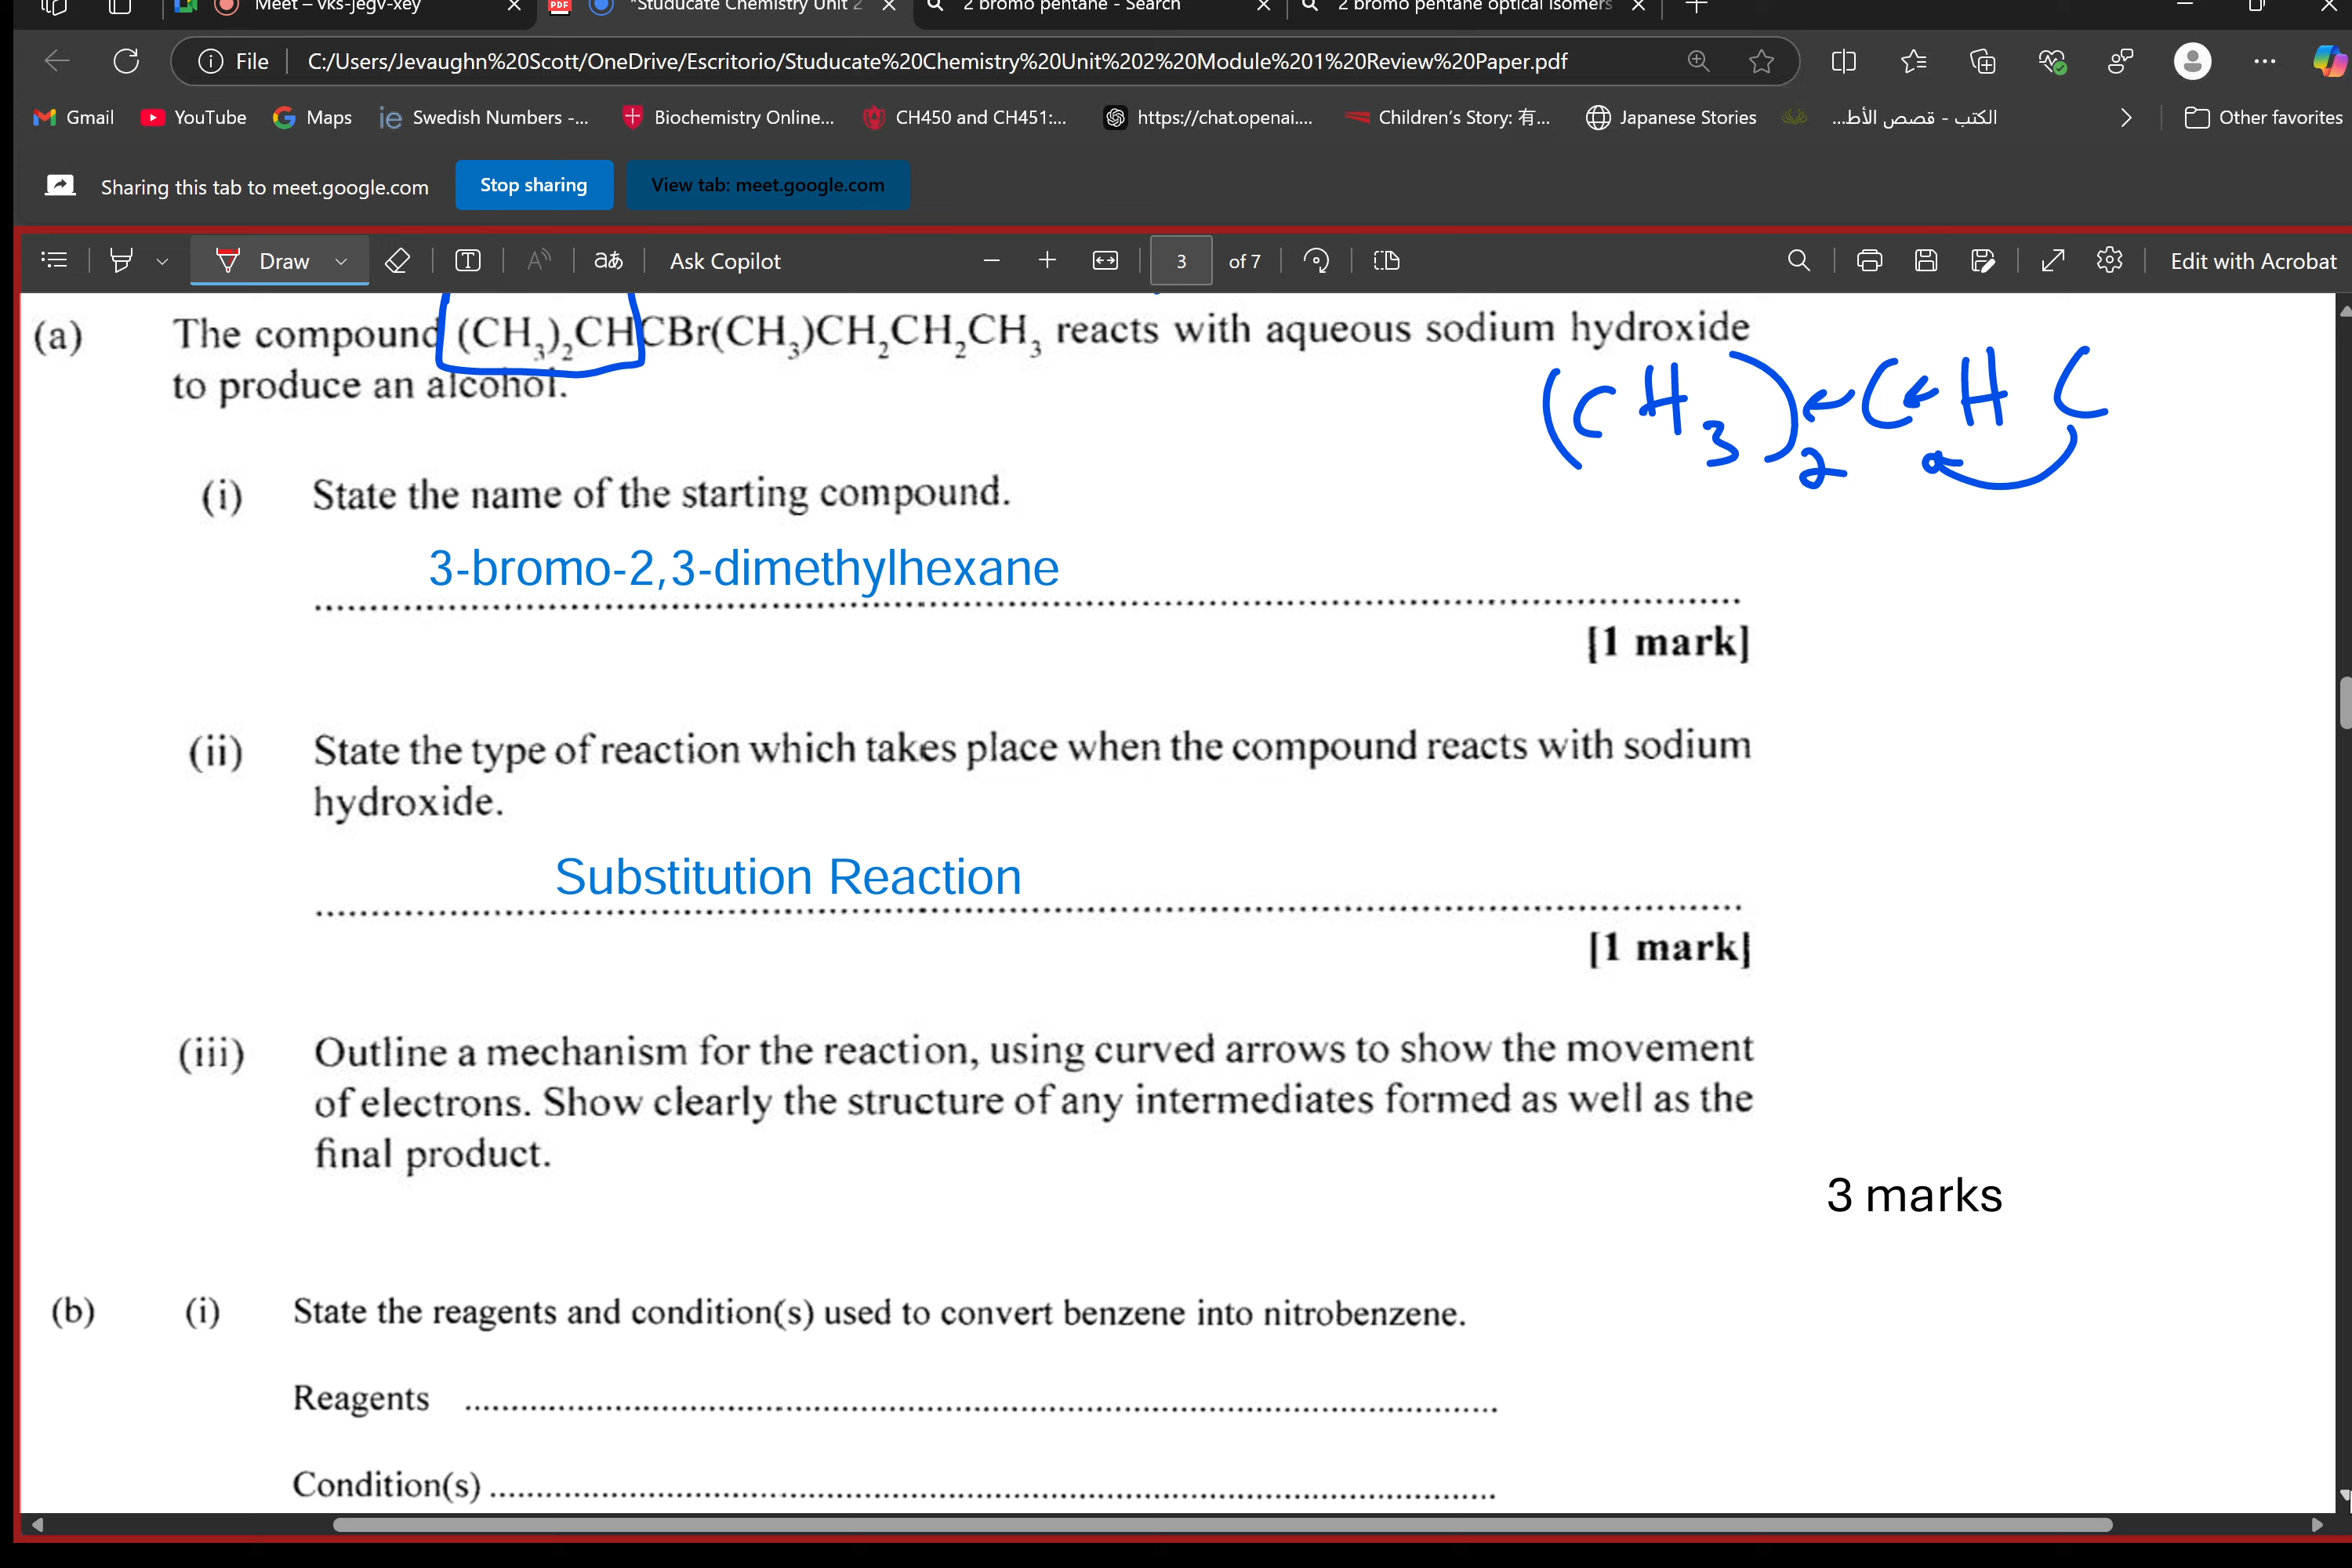 Meet – vks-jegv-xey
*Studucate Chemistry Unit 2
2 bromo pentane - Search
2 bromo pentane optical isomers
File
C:/Users/Jevaughn%20Scott/OneDrive/Escritorio/Studucate%20Chemistry%20Unit%202%20Module%201%20Review%20Paper.pdf
Gmail
YouTube
Maps
Swedish Numbers -...
Biochemistry Online...
CH450 and CH451:...
https://chat.openai....
Children's Story: 有...
Japanese Stories
الكتب - قصص الأط...
Other favorites
Sharing this tab to meet.google.com
Stop sharing
View tab: meet.google.com
Draw
aあ
Ask Copilot
3
of 7
Edit with Acrobat
(a) The compound (CH₃)₂CHCBr(CH₃)CH₂CH₂CH₃ reacts with aqueous sodium hydroxide
to produce an alcohol.
(CH₃)₂ C H C
(i) State the name of the starting compound.
3-bromo-2,3-dimethylhexane
[1 mark]
(ii) State the type of reaction which takes place when the compound reacts with sodium
hydroxide.
Substitution Reaction
[1 mark]
(iii) Outline a mechanism for the reaction, using curved arrows to show the movement
of electrons. Show clearly the structure of any intermediates formed as well as the
final product.
3 marks
(b) (i) State the reagents and condition(s) used to convert benzene into nitrobenzene.
Reagents
Condition(s)